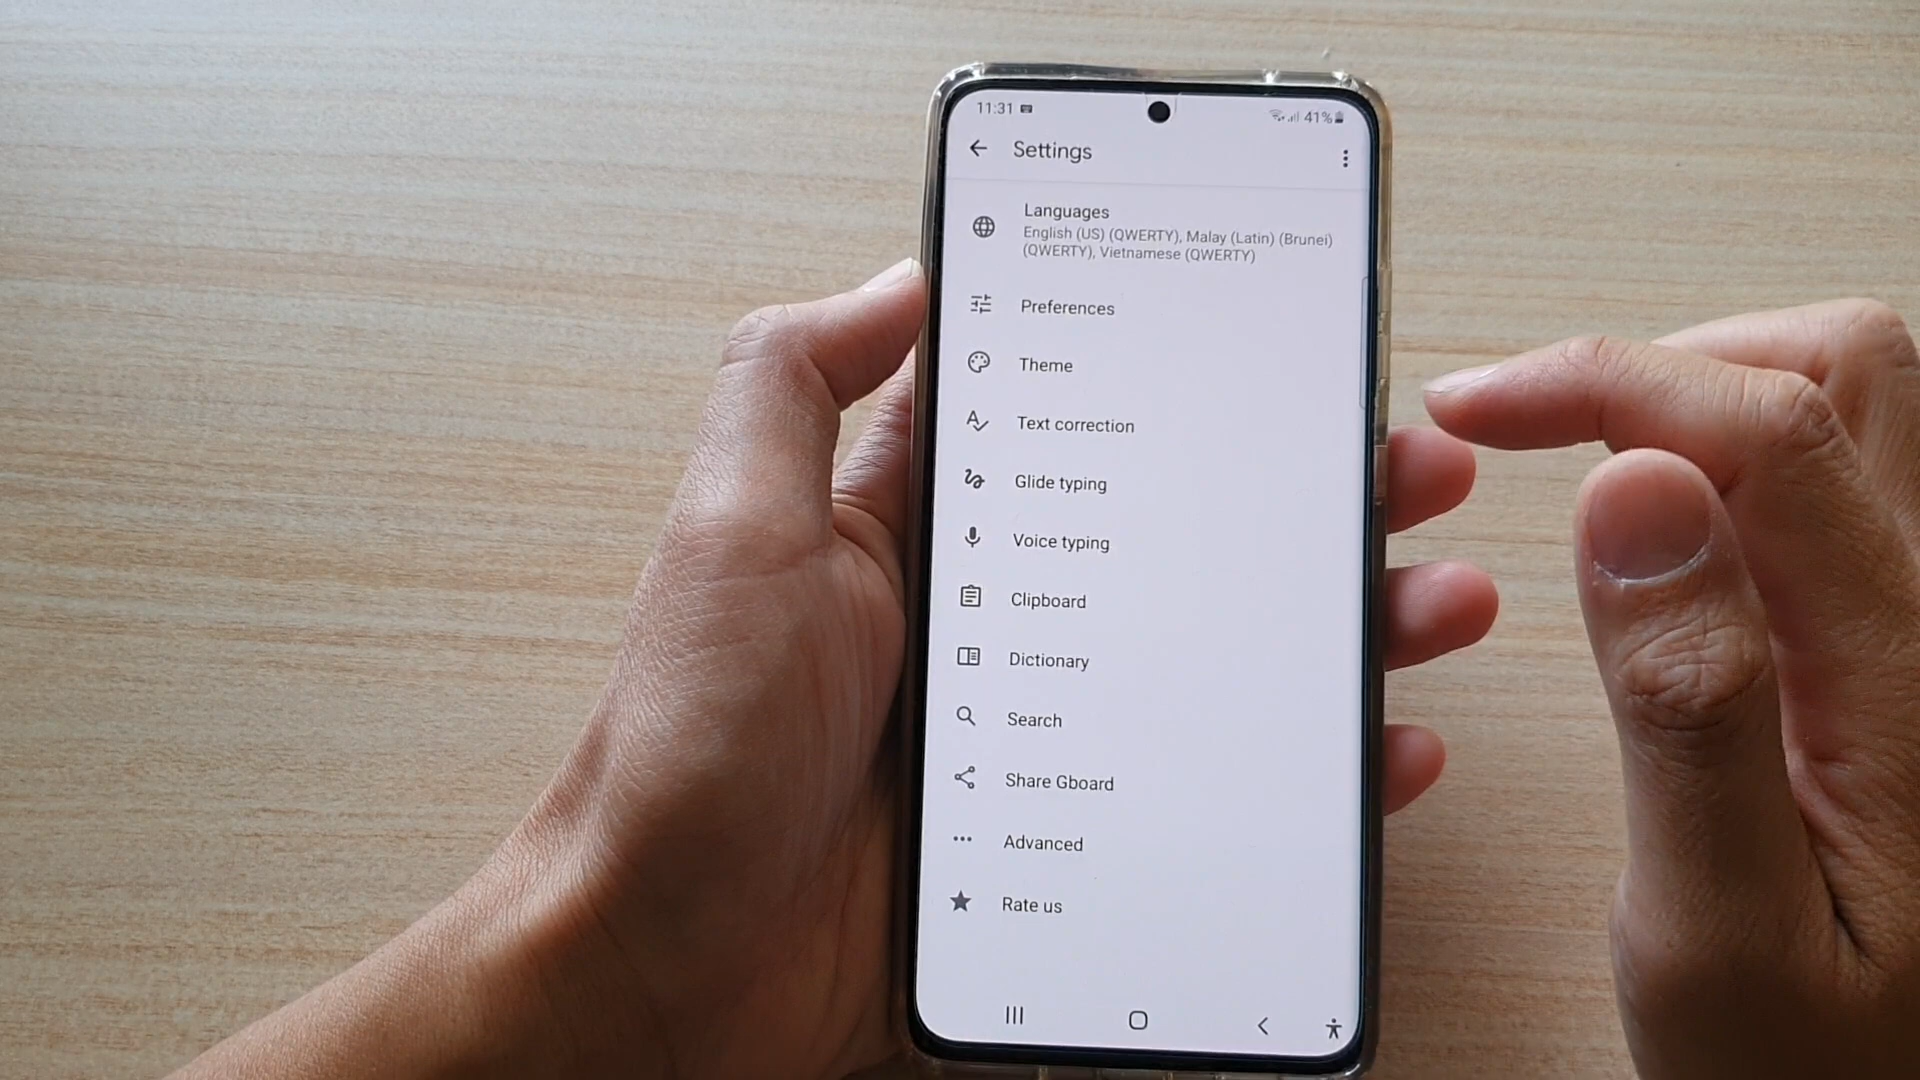 11:31
41%
Settings
Languages
English (US) (QWERTY), Malay (Latin) (Brunei)
(QWERTY), Vietnamese (QWERTY)
Preferences
Theme
Text correction
Glide typing
Voice typing
Clipboard
Dictionary
Search
Share Gboard
Advanced
Rate us